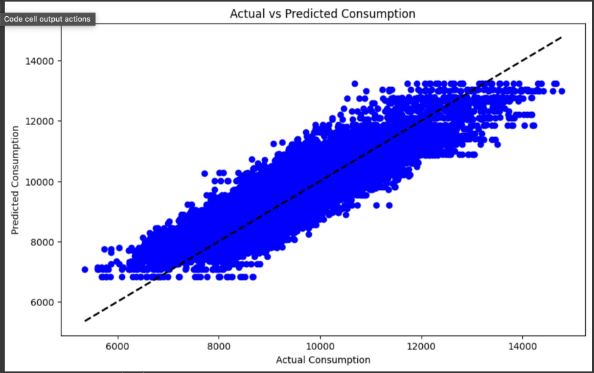 Code cell output actions
Actual vs Predicted Consumption
Predicted Consumption
14000
12000
10000
8000
6000
6000 8000 10000 12000 14000
Actual Consumption